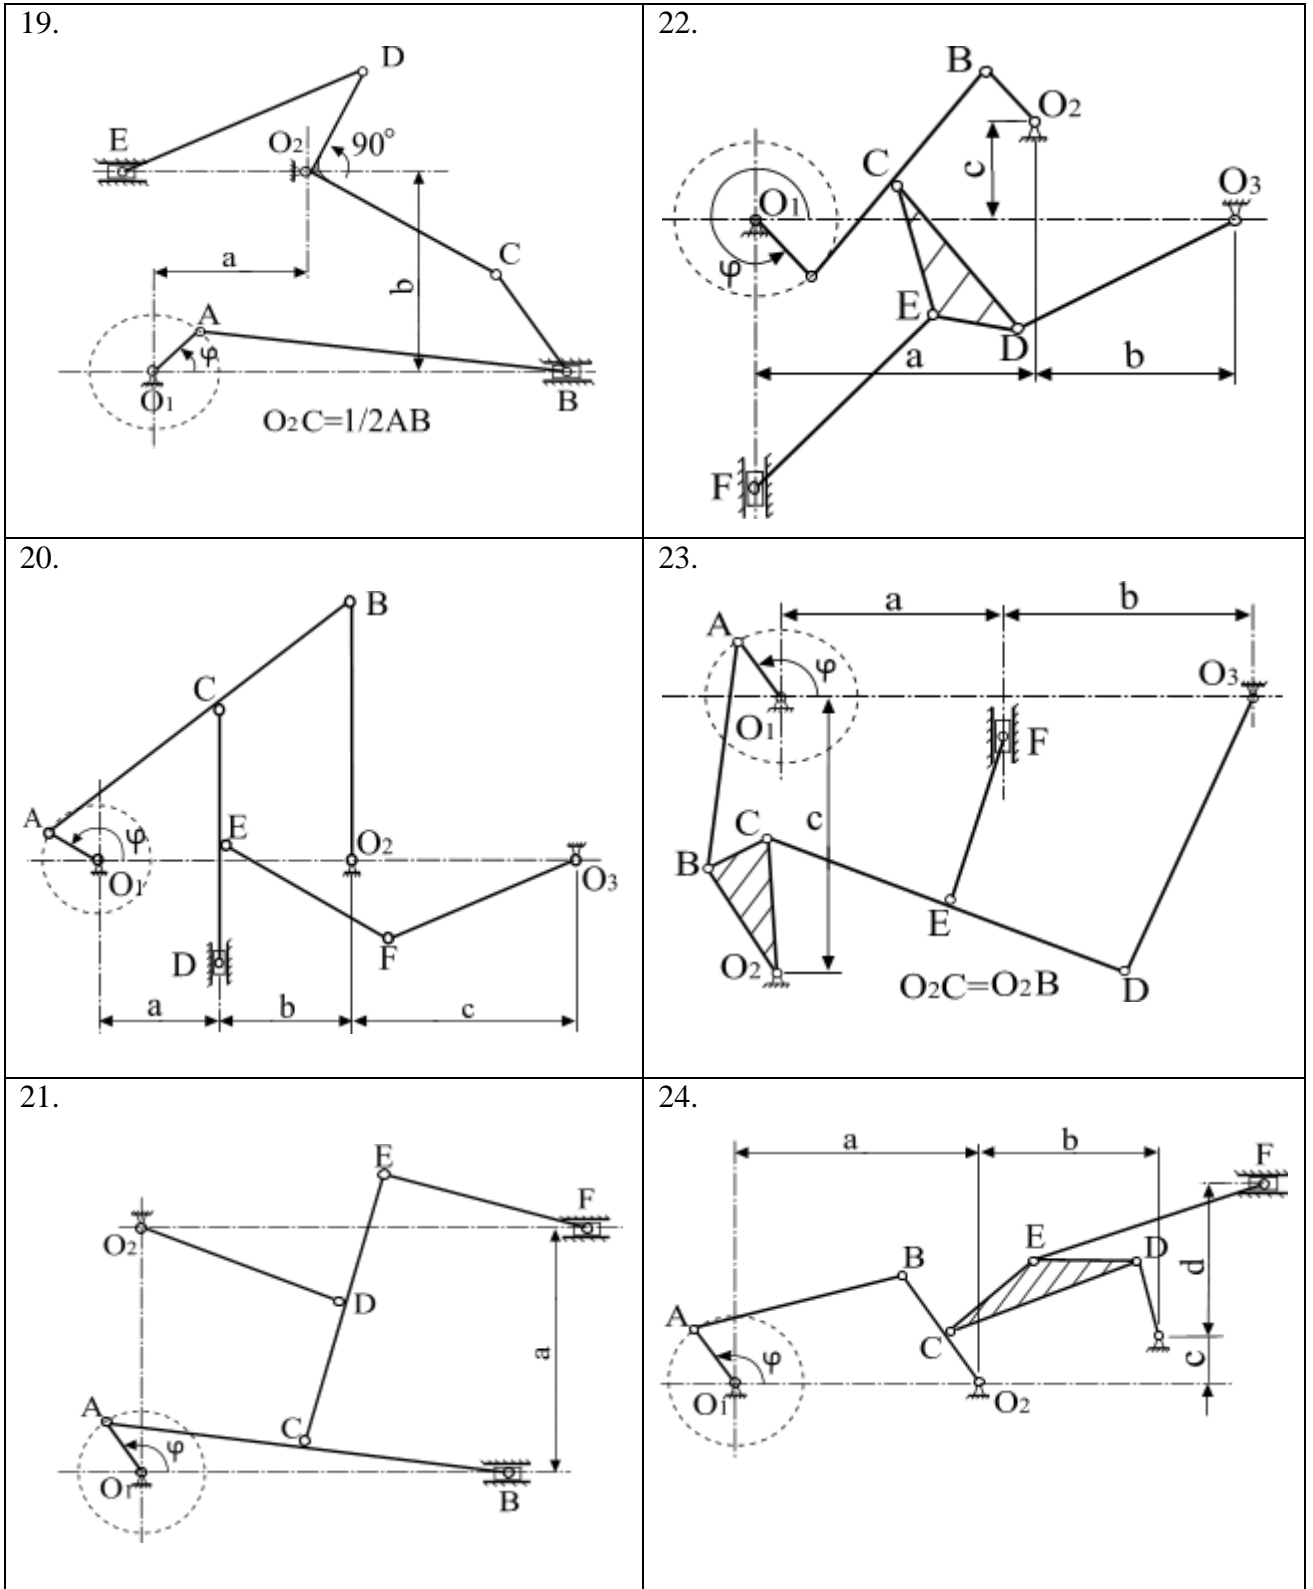 19.
D
E
O2
90°
a
C
b
A
φ
O1
B
O2C=1/2AB
22.
B
O2
C
c
O3
O1
φ
E
D
a
b
F
20.
B
C
A
φ
E
O2
O1
O3
D
F
a
b
c
23.
a
b
A
φ
O3
O1
F
C
c
B
E
O2
O2C=O2B
D
21.
E
F
O2
D
a
A
C
φ
O1
B
24.
a
b
F
E
D
B
d
A
C
φ
c
O1
O2